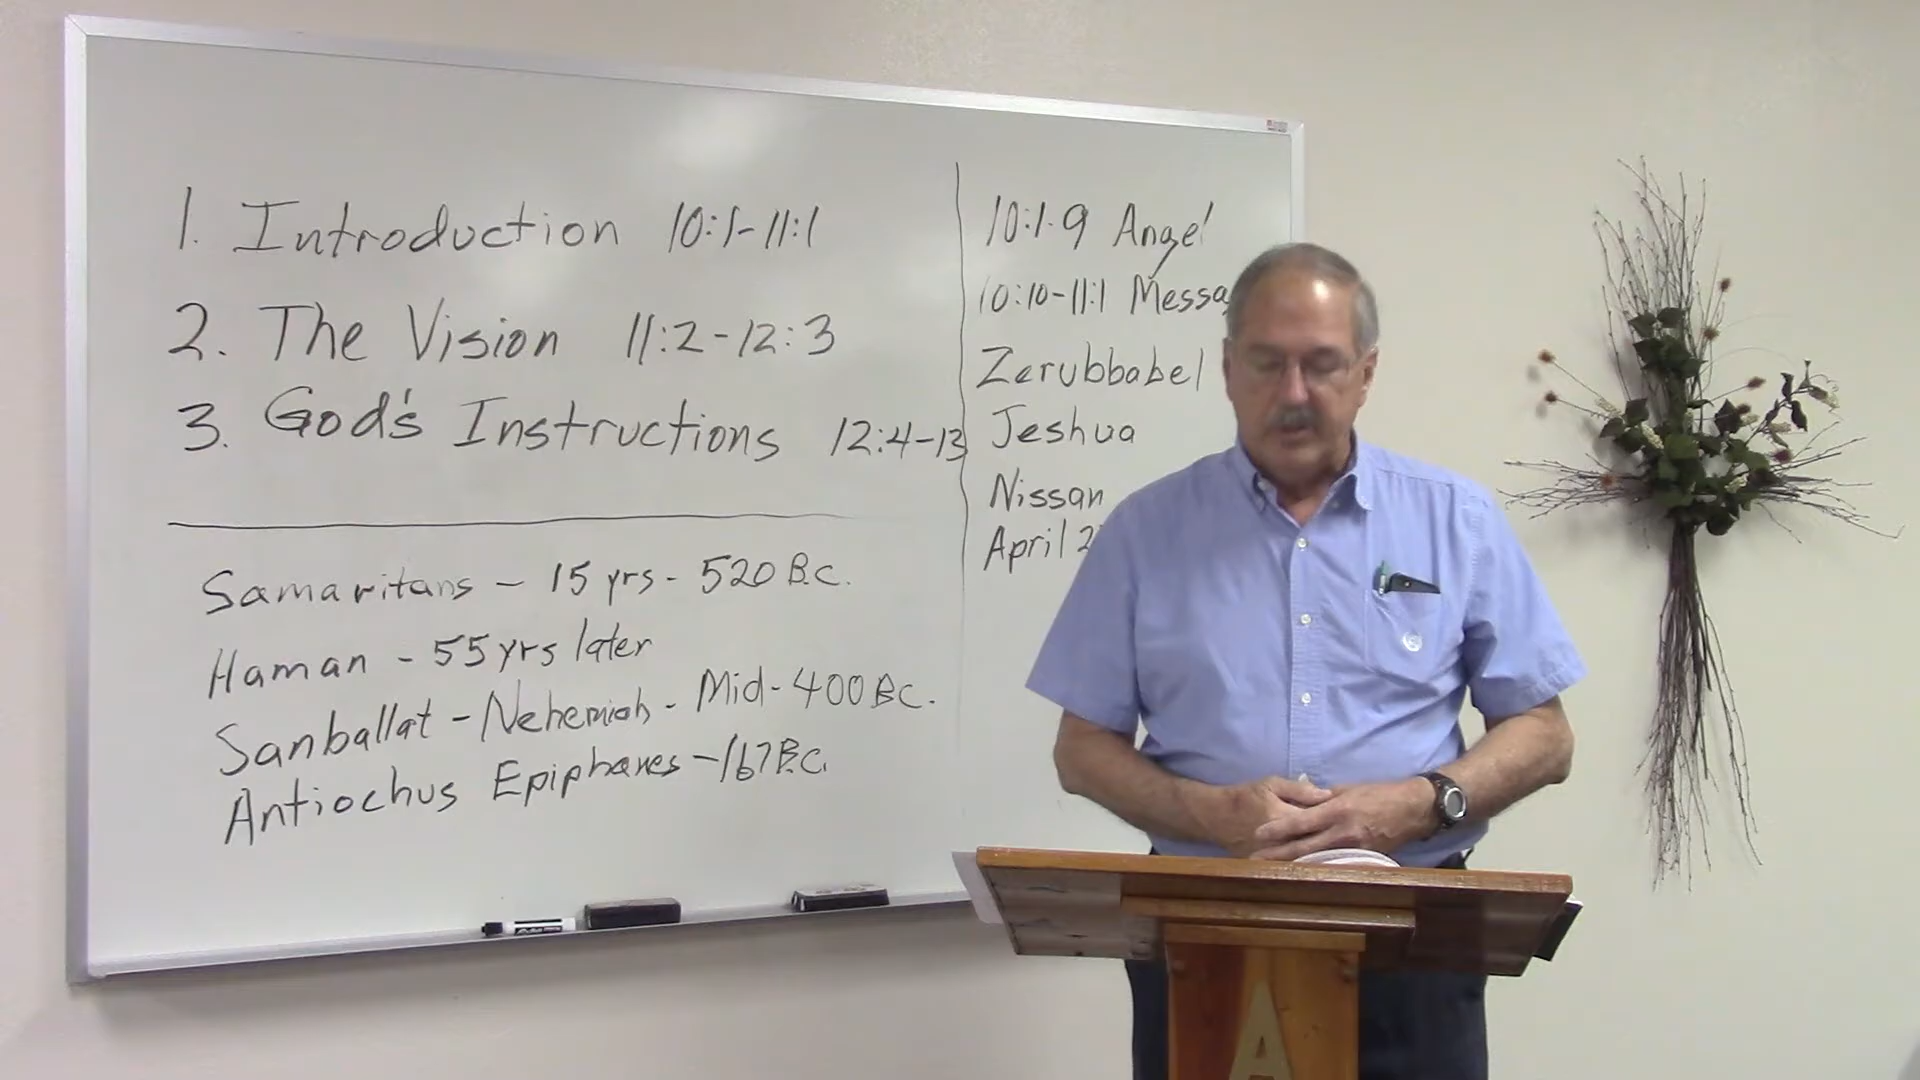 1. Introduction 10:1-11:1
2. The Vision 11:2-12:3
3. God's Instructions 12:4-13
Samaritans - 15 yrs - 520 B.C.
Haman - 55 yrs later
Sanballat - Nehemiah - Mid-400 BC.
Antiochus Epiphanes - 167 B.C.
10:1-9 Angel
10:10-11:1
Zerubbabel
Jeshua
Nissan
April
A